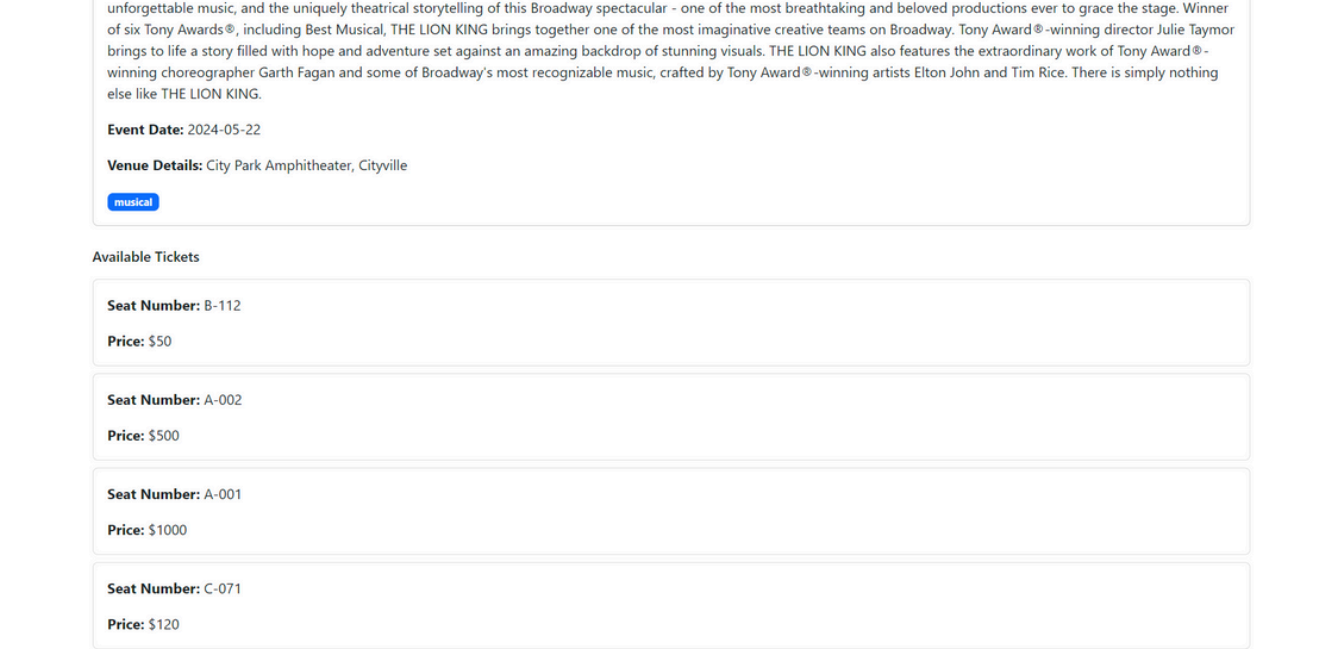 unforgettable music, and the uniquely theatrical storytelling of this Broadway spectacular - one of the most breathtaking and beloved productions ever to grace the stage. Winner
of six Tony Awards®, including Best Musical, THE LION KING brings together one of the most imaginative creative teams on Broadway. Tony Award®-winning director Julie Taymor
brings to life a story filled with hope and adventure set against an amazing backdrop of stunning visuals. THE LION KING also features the extraordinary work of Tony Award®-
winning choreographer Garth Fagan and some of Broadway's most recognizable music, crafted by Tony Award®-winning artists Elton John and Tim Rice. There is simply nothing
else like THE LION KING.
Event Date: 2024-05-22
Venue Details: City Park Amphitheater, Cityville
musical
Available Tickets
Seat Number: B-112
Price: $50
Seat Number: A-002
Price: $500
Seat Number: A-001
Price: $1000
Seat Number: C-071
Price: $120